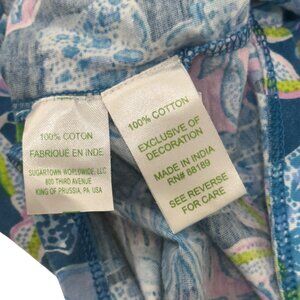 100% COTON
FABRIQUÉ EN INDE
SUGARTOWN WORLDWIDE, LLC
800 THIRD AVENUE
KING OF PRUSSIA, PA USA
100% COTTON
EXCLUSIVE OF
DECORATION
MADE IN INDIA
RN# 88189
SEE REVERSE
FOR CARE